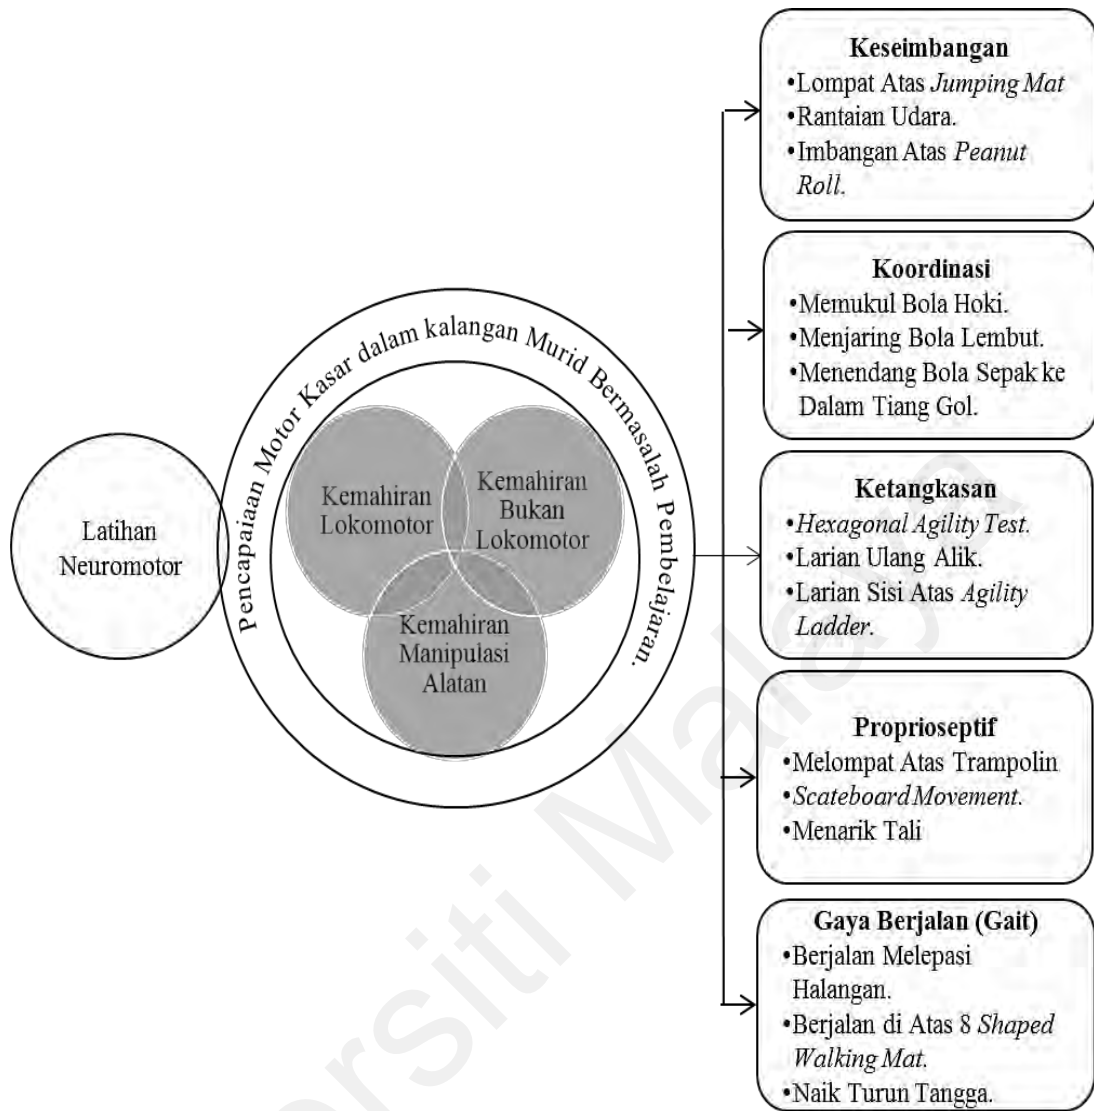 Latihan
Neuromotor
Pencapaiaan Motor Kasar dalam kalangan Murid Bermasalah Pembelajaran.
Kemahiran
Lokomotor
Kemahiran
Bukan
Lokomotor
Kemahiran
Manipulasi
Alatan
Keseimbangan
•Lompat Atas Jumping Mat
•Rantaian Udara.
•Imbangan Atas Peanut
Roll.
Koordinasi
•Memukul Bola Hoki.
•Menjaring Bola Lembut.
•Menendang Bola Sepak ke
Dalam Tiang Gol.
Ketangkasan
•Hexagonal Agility Test.
•Larian Ulang Alik.
•Larian Sisi Atas Agility
Ladder.
Proprioseptif
•Melompat Atas Trampolin
•Scateboard Movement.
•Menarik Tali
Gaya Berjalan (Gait)
•Berjalan Melepasi
Halangan.
•Berjalan di Atas 8 Shaped
Walking Mat.
•Naik Turun Tangga.
ersiti Malaya